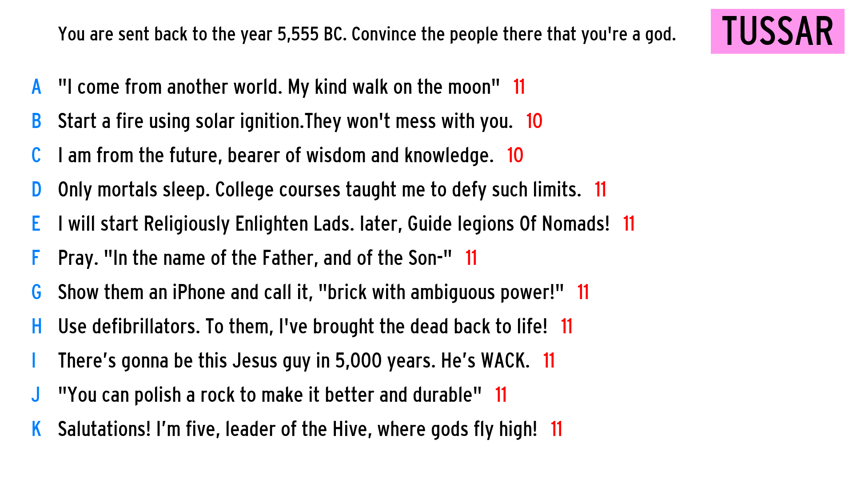 You are sent back to the year 5,555 BC. Convince the people there that you're a god.
TUSSAR
A "I come from another world. My kind walk on the moon" 11
B Start a fire using solar ignition.They won't mess with you. 10
C I am from the future, bearer of wisdom and knowledge. 10
D Only mortals sleep. College courses taught me to defy such limits. 11
E I will start Religiously Enlighten Lads. later, Guide legions Of Nomads! 11
F Pray. "In the name of the Father, and of the Son-" 11
G Show them an iPhone and call it, "brick with ambiguous power!" 11
H Use defibrillators. To them, I've brought the dead back to life! 11
I There's gonna be this Jesus guy in 5,000 years. He's WACK. 11
J "You can polish a rock to make it better and durable" 11
K Salutations! I'm five, leader of the Hive, where gods fly high! 11